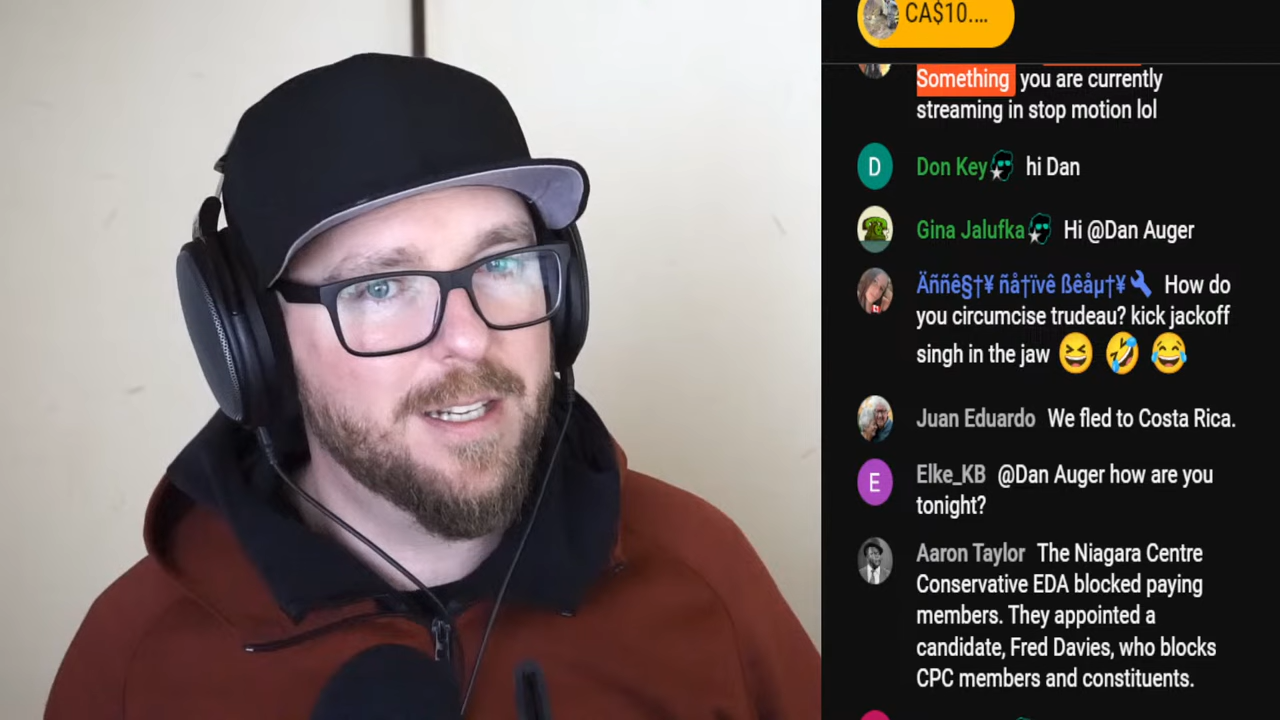 CA$10....
Something you are currently
streaming in stop motion lol
D
Don Key hi Dan
Gina Jalufka Hi @Dan Auger
Äññê§†¥ ñå†ïvê ßêåµ†¥ How do
you circumcise trudeau? kick jackoff
singh in the jaw
Juan Eduardo We fled to Costa Rica.
E
Elke_KB @Dan Auger how are you
tonight?
Aaron Taylor The Niagara Centre
Conservative EDA blocked paying
members. They appointed a
candidate, Fred Davies, who blocks
CPC members and constituents.